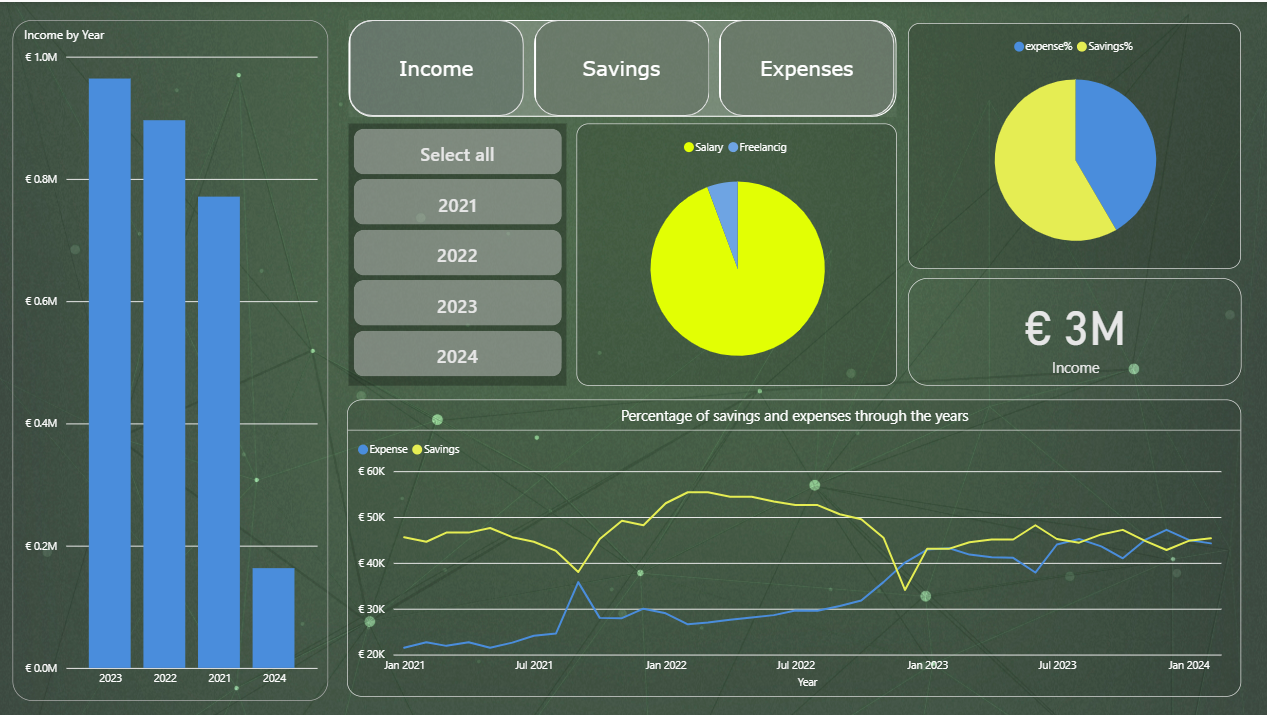 Income by Year
€ 1.0M
€ 0.8M
€ 0.6M
€ 0.4M
€ 0.2M
€ 0.0M
2023 2022 2021 2024
Income Savings Expenses
Select all
2021
2022
2023
2024
Salary Freelancig
expense% Savings%
€ 3M
Income
Percentage of savings and expenses through the years
Expense Savings
€ 60K
€ 50K
€ 40K
€ 30K
€ 20K
Jan 2021 Jul 2021 Jan 2022 Jul 2022 Jan 2023 Jul 2023 Jan 2024
Year